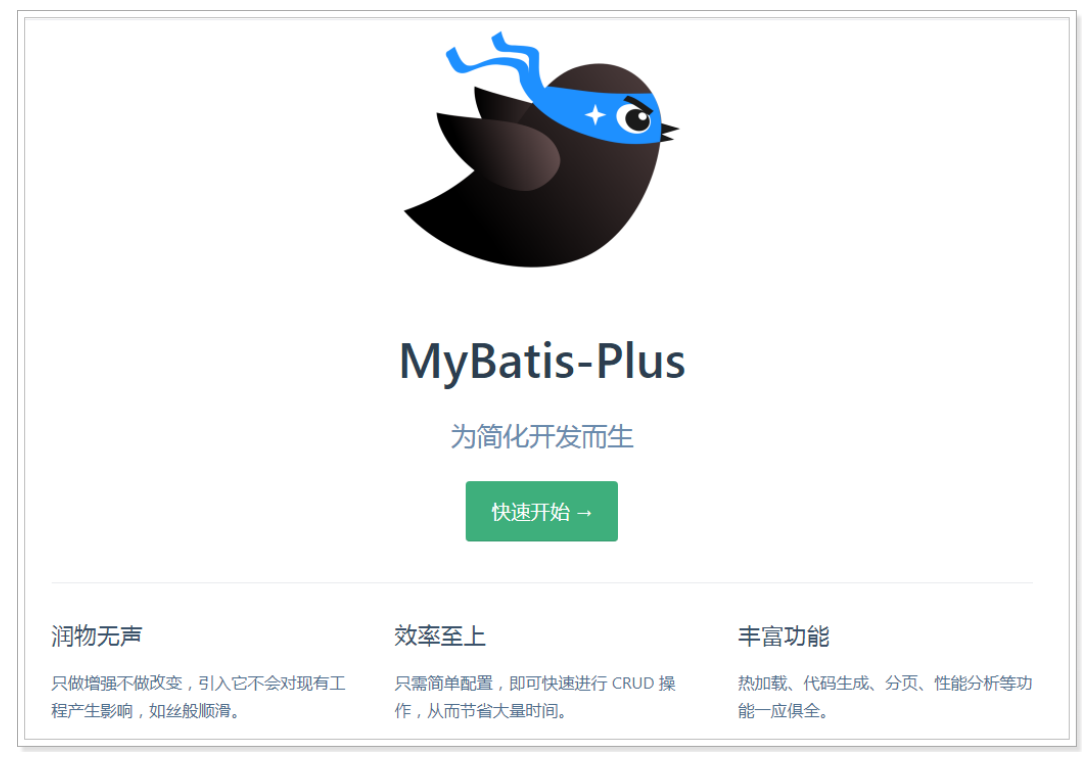 MyBatis-Plus
为简化开发而生
快速开始 →
润物无声
只做增强不做改变，引入它不会对现有工
程产生影响，如丝般顺滑。
效率至上
只需简单配置，即可快速进行 CRUD 操
作，从而节省大量时间。
丰富功能
热加载、代码生成、分页、性能分析等功
能一应俱全。